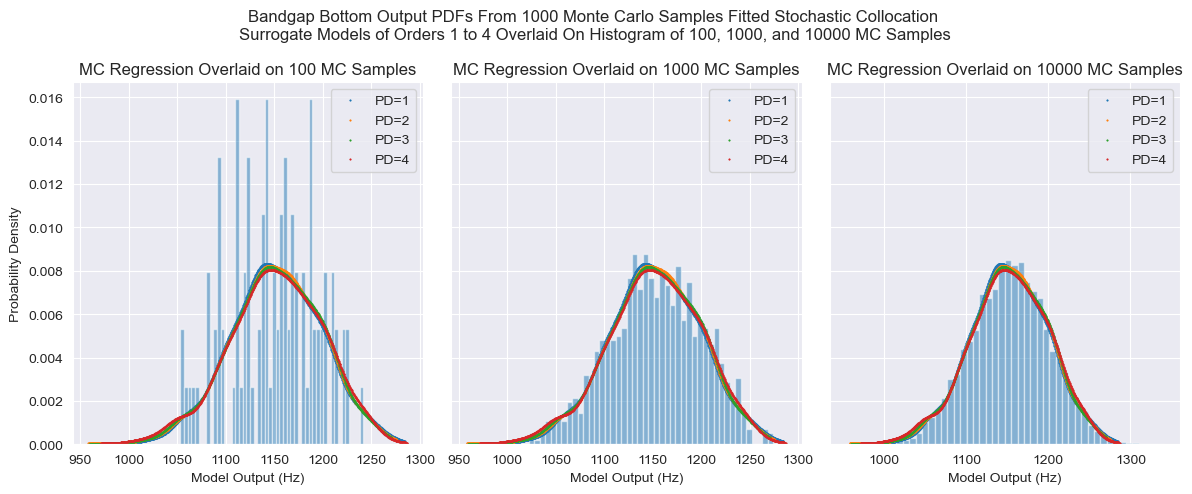 Bandgap Bottom Output PDFs From 1000 Monte Carlo Samples Fitted Stochastic Collocation
Surrogate Models of Orders 1 to 4 Overlaid On Histogram of 100, 1000, and 10000 MC Samples
MC Regression Overlaid on 100 MC Samples
MC Regression Overlaid on 1000 MC Samples
MC Regression Overlaid on 10000 MC Samples
Probability Density
0.016
0.014
0.012
0.010
0.008
0.006
0.004
0.002
0.000
PD=1
PD=2
PD=3
PD=4
950 1000 1050 1100 1150 1200 1250 1300
Model Output (Hz)
PD=1
PD=2
PD=3
PD=4
950 1000 1050 1100 1150 1200 1250 1300
Model Output (Hz)
PD=1
PD=2
PD=3
PD=4
1000 1100 1200 1300
Model Output (Hz)